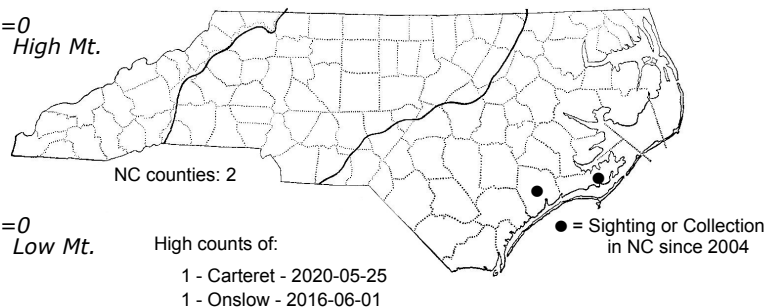 =0
High Mt.
NC counties: 2
=0
Low Mt.
High counts of:
1 - Carteret - 2020-05-25
1 - Onslow - 2016-06-01
● = Sighting or Collection
in NC since 2004